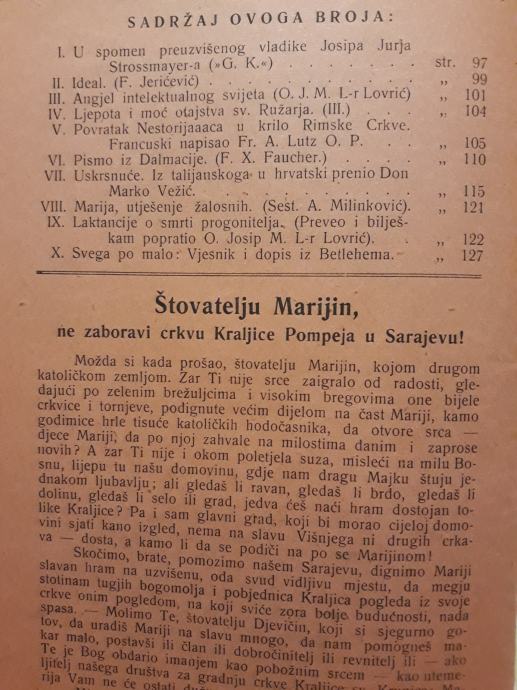 SADRŽAJ OVOGA BROJA:
I. U spomen preuzvišenog vladike Josipa Jurja
Strossmayer-a (»G. K.«) . . . . . . . str. 97
II. Ideal. (F. Jerićević) . . . . . . . . „ 99
III. Angjel intelektualnog svijeta (O. J. M. L-r Lovrić) „ 101
IV. Ljepota i moć otajstva sv. Ružarja. (III.) . . . „ 104
V. Povratak Nestorijaaaca u krilo Rimske Crkve.
Francuski napisao Fr. A. Lutz O. P. . . „ 105
VI. Pismo iz Dalmacije. (F. X. Faucher.) . . . . „ 110
VII. Uskrsnuće. Iz talijanskoga u hrvatski prenio Don
Marko Vežić. . . . . . . . . . „ 115
VIII. Marija, utješenje žalosnih. (Sest. A. Milinković). „ 121
IX. Laktancije o smrti progonitelja. (Preveo i bilješ-
kam popratio O. Josip M. L-r Lovrić). . „ 122
X. Svega po malo: Vjesnik i dopis iz Betlehema. „ 127
Štovatelju Marijin,
ne zaboravi crkvu Kraljice Pompeja u Sarajevu!
Možda si kada prošao, štovatelju Marijin, kojom drugom
katoličkom zemljom. Zar Ti nije srce zaigralo od radosti, gle-
dajući po zelenim brežuljcima i visokim bregovima one bijele
crkvice i tornjeve, podignute većim dijelom na čast Mariji, kamo
godimice hrle tisuće katoličkih hodočasnika, da otvore srca —
djece Mariji, da po njoj zahvale na milostima danim i zaprose
novih? A zar Ti nije i okom poletjela suza, misleći na milu Bo-
snu, lijepu tu našu domovinu, gdje nam dragu Majku štuju je-
dnakom ljubavlju; ali gledaš li ravan, gledaš li brdo, gledaš li
dolinu, gledaš li selo ili grad, jedva ćeš naći hram dostojan to-
like Kraljice? Pa i sam glavni grad, koji bi morao cijeloj domo-
vini sjati kano izgled, nema na slavu Višnjega ni drugih crka-
va — dosta, a kamo li da se podiči na po se Marijinom!
Skočimo, brate, pomozimo našem Sarajevu, dignimo Mariji
slavan hram na uzvišenu, oda svud vidljivu mjestu, da megju
stotinam tugjih bogomolja i pobjednica Kraljica pogleda iz svoje
crkve onim pogledom, na koji sviće zora bolje budućnosti, nada
spasa. — Molimo Te, štovatelju Djevičin, koji si sjegurno go-
tov, da uradiš Mariji na slavu mnogo, da nam pomogneš ma-
kar malo, postavši ili član ili dobročinitelj ili revnitelj ili — ako
Te je Bog obdario imanjem kao pobožnim srcem — kao uteme-
ljitelj našega društva za gradnju crkve Kraljice
rija Vam ne će ostati